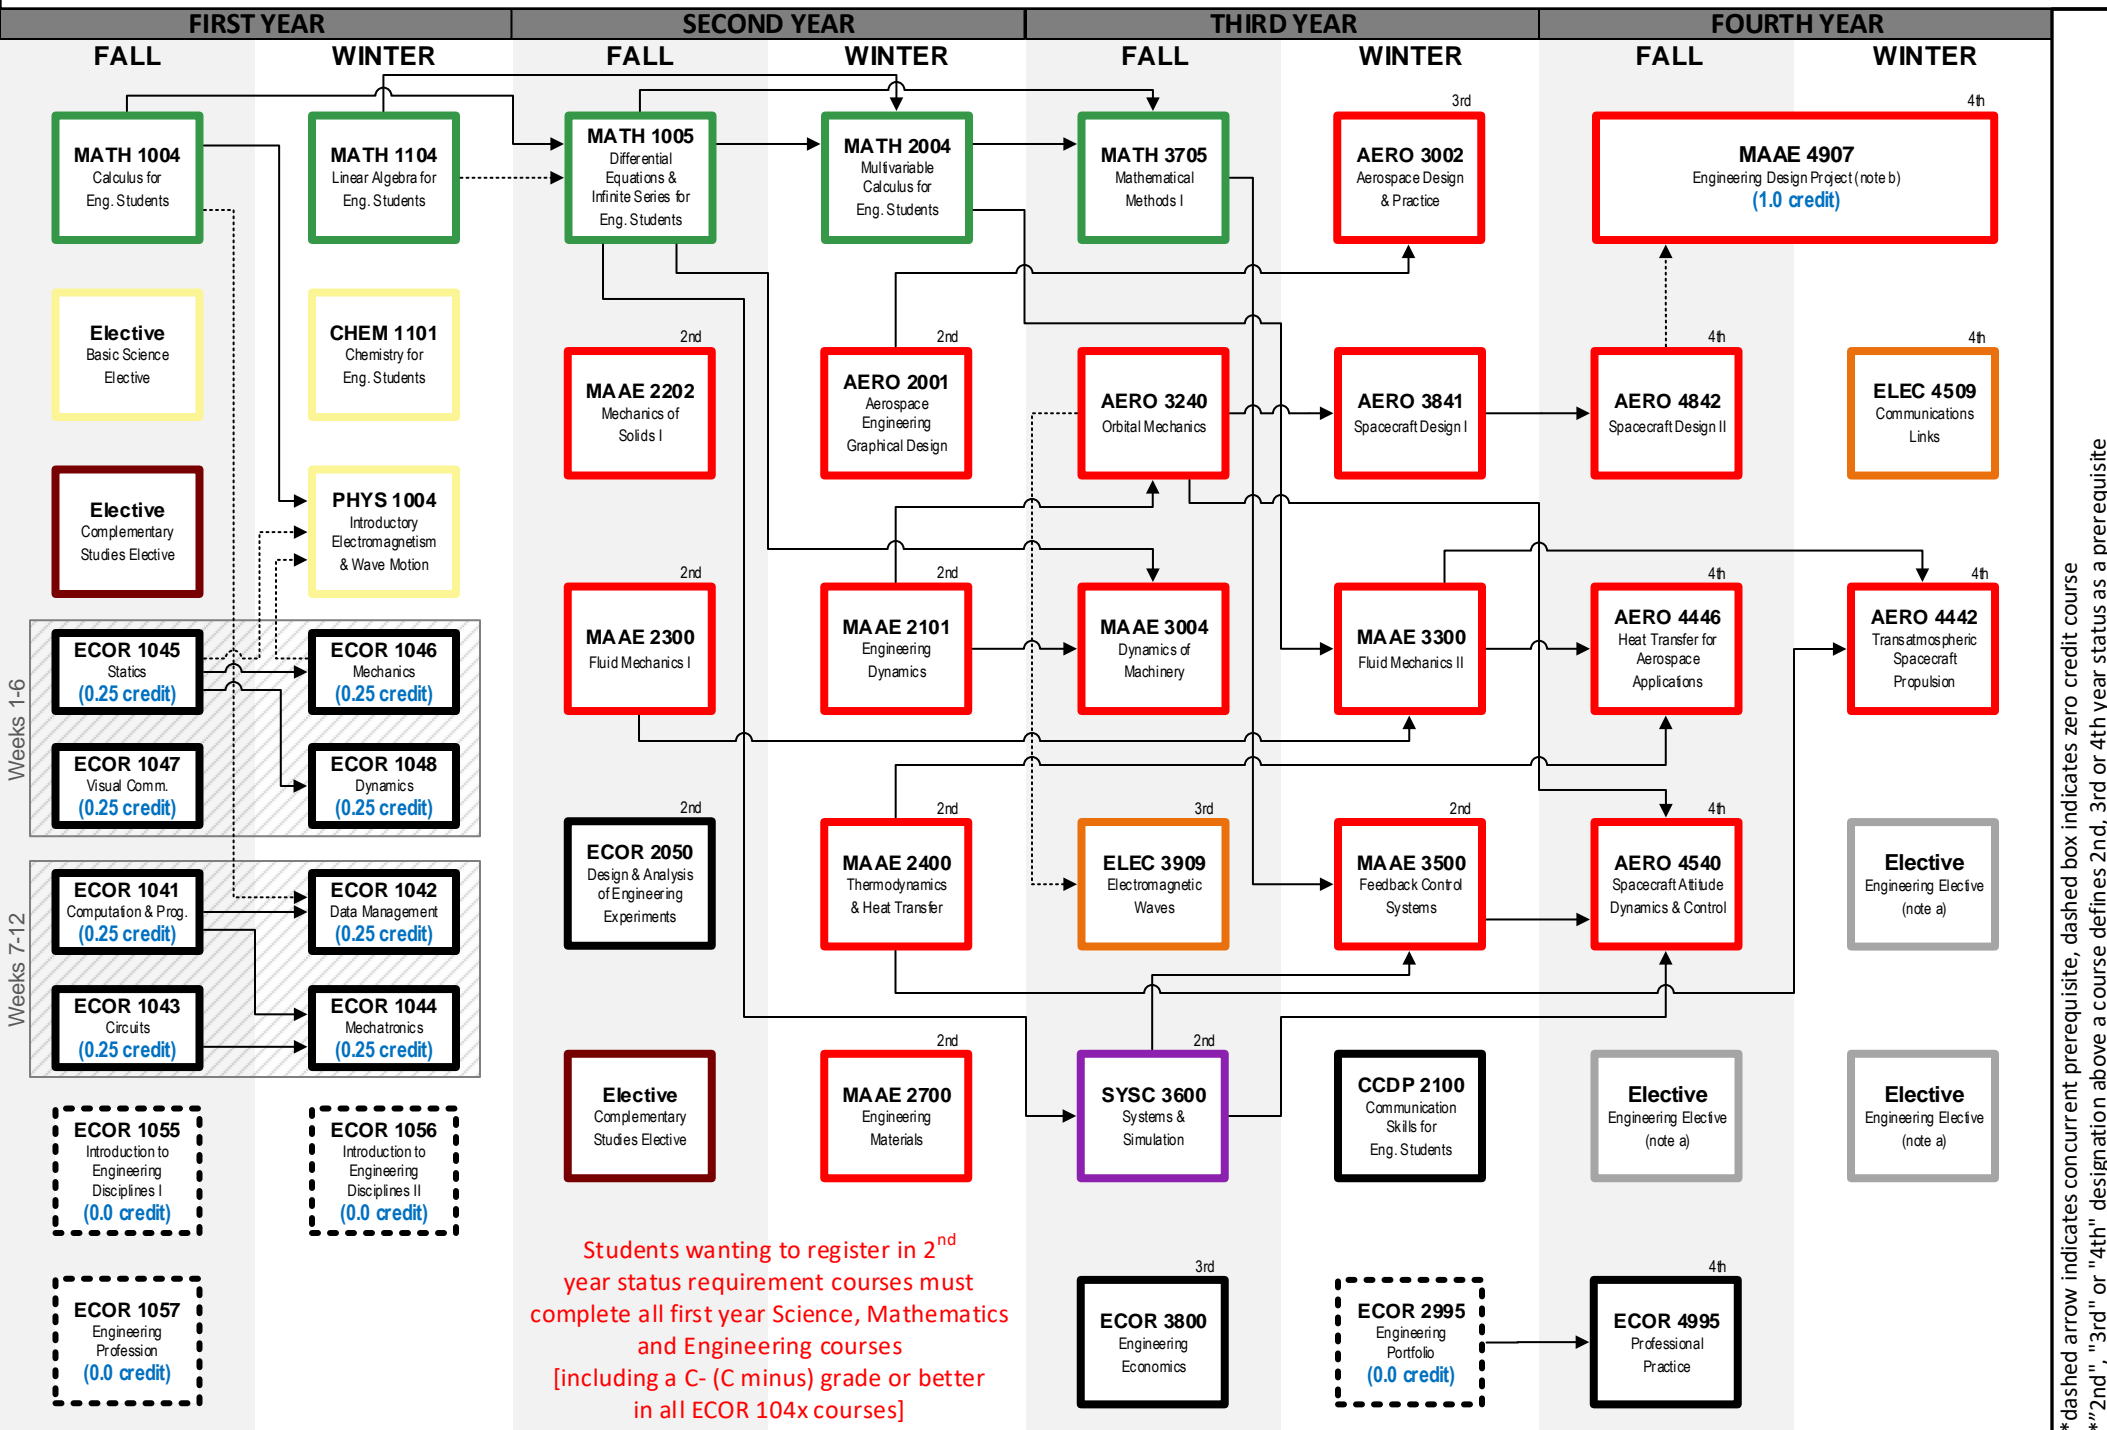 FIRST YEAR
SECOND YEAR
THIRD YEAR
FOURTH YEAR
FALL
WINTER
FALL
WINTER
FALL
WINTER
FALL
WINTER
MATH 1004
Calculus for
Eng. Students
MATH 1104
Linear Algebra for
Eng. Students
MATH 1005
Differential
Equations &
Infinite Series for
Eng. Students
MATH 2004
Multivariable
Calculus for
Eng. Students
MATH 3705
Mathematical
Methods I
3rd
AERO 3002
Aerospace Design
& Practice
4th
MAAE 4907
Engineering Design Project (note b)
(1.0 credit)
Elective
Basic Science
Elective
CHEM 1101
Chemistry for
Eng. Students
2nd
MAAE 2202
Mechanics of
Solids I
2nd
AERO 2001
Aerospace
Engineering
Graphical Design
AERO 3240
Orbital Mechanics
AERO 3841
Spacecraft Design I
4th
AERO 4842
Spacecraft Design II
4th
ELEC 4509
Communications
Links
Elective
Complementary
Studies Elective
PHYS 1004
Introductory
Electromagnetism
& Wave Motion
2nd
MAAE 2300
Fluid Mechanics I
2nd
MAAE 2101
Engineering
Dynamics
MAAE 3004
Dynamics of
Machinery
MAAE 3300
Fluid Mechanics II
4th
AERO 4446
Heat Transfer for
Aerospace
Applications
4th
AERO 4442
Transatmospheric
Spacecraft
Propulsion
Weeks 1-6
ECOR 1045
Statics
(0.25 credit)
ECOR 1046
Mechanics
(0.25 credit)
ECOR 1047
Visual Comm.
(0.25 credit)
ECOR 1048
Dynamics
(0.25 credit)
2nd
ECOR 2050
Design & Analysis
of Engineering
Experiments
2nd
MAAE 2400
Thermodynamics
& Heat Transfer
3rd
ELEC 3909
Electromagnetic
Waves
2nd
MAAE 3500
Feedback Control
Systems
4th
AERO 4540
Spacecraft Attitude
Dynamics & Control
Elective
Engineering Elective
(note a)
Weeks 7-12
ECOR 1041
Computation & Prog.
(0.25 credit)
ECOR 1042
Data Management
(0.25 credit)
ECOR 1043
Circuits
(0.25 credit)
ECOR 1044
Mechatronics
(0.25 credit)
Elective
Complementary
Studies Elective
2nd
MAAE 2700
Engineering
Materials
2nd
SYSC 3600
Systems &
Simulation
CCDP 2100
Communication
Skills for
Eng. Students
Elective
Engineering Elective
(note a)
Elective
Engineering Elective
(note a)
ECOR 1055
Introduction to
Engineering
Disciplines I
(0.0 credit)
ECOR 1056
Introduction to
Engineering
Disciplines II
(0.0 credit)
ECOR 1057
Engineering
Profession
(0.0 credit)
Students wanting to register in 2nd
year status requirement courses must
complete all first year Science, Mathematics
and Engineering courses
[including a C- (C minus) grade or better
in all ECOR 104x courses]
3rd
ECOR 3800
Engineering
Economics
ECOR 2995
Engineering
Portfolio
(0.0 credit)
4th
ECOR 4995
Professional
Practice
*dashed arrow indicates concurrent prerequisite, dashed box indicates zero credit course
*"2nd", "3rd" or "4th" designation above a course defines 2nd, 3rd or 4th year status as a prerequisite